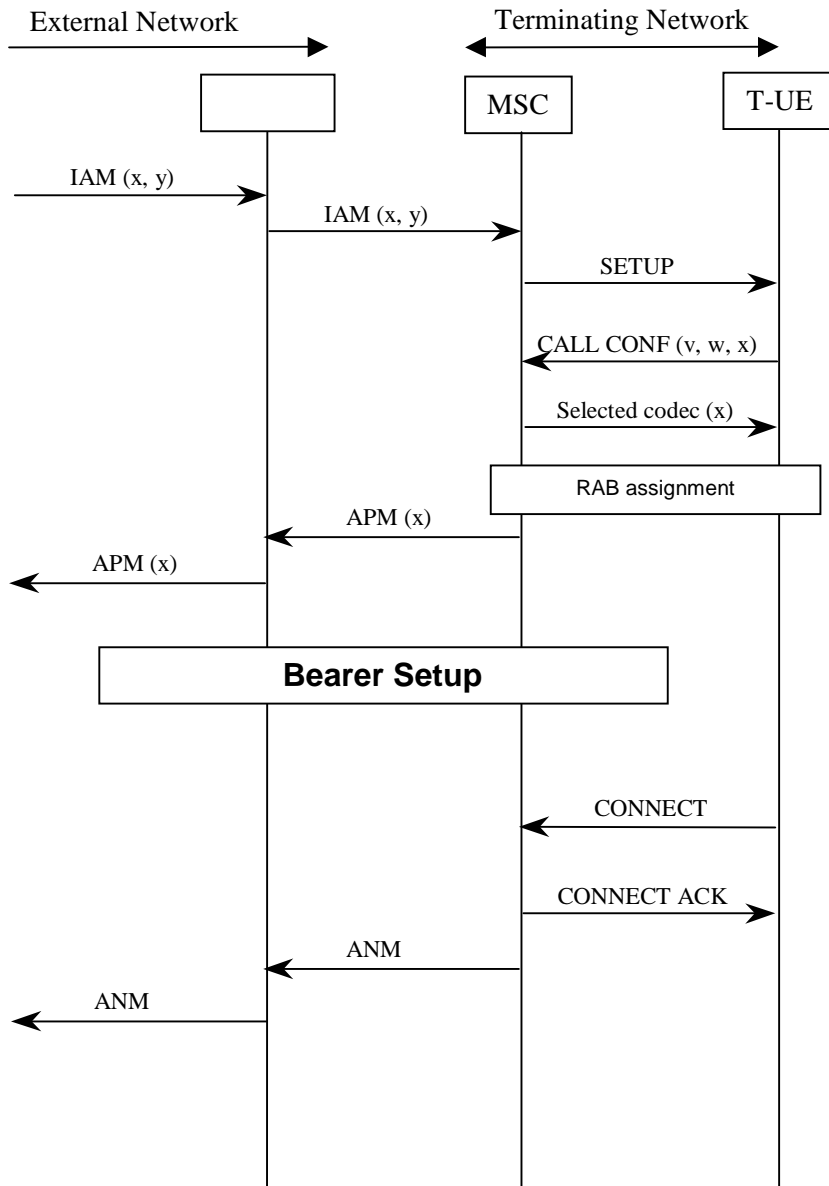 External Network
Terminating Network
MSC
T-UE
IAM (x, y)
IAM (x, y)
SETUP
CALL CONF (v, w, x)
Selected codec (x)
RAB assignment
APM (x)
APM (x)
Bearer Setup
CONNECT
CONNECT ACK
ANM
ANM